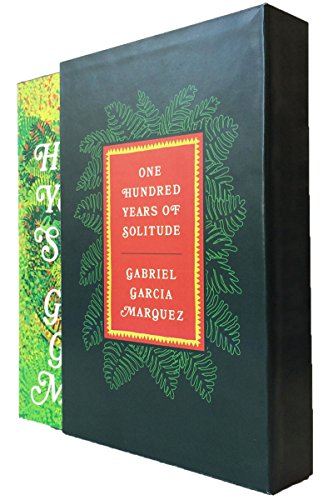 ONE
HUNDRED
YEARS OF
SOLITUDE
GABRIEL
GARCIA
MARQUEZ
H
Y
S
G
G
M